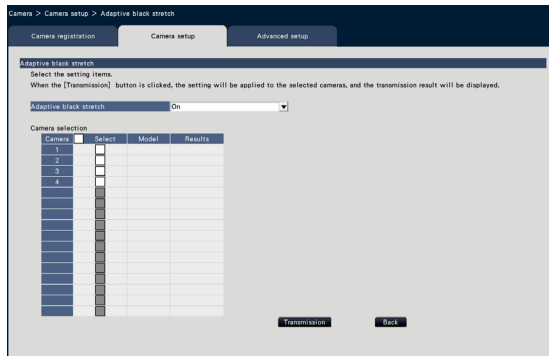 Camera > Camera setup > Adaptive black stretch
Camera registration
Camera setup
Advanced setup
Adaptive black stretch
Select the setting items.
When the [Transmission] button is clicked, the setting will be applied to the selected cameras, and the transmission result will be displayed.
Adaptive black stretch On
Camera selection
Camera Select Model Results
1
2
3
4
Transmission Back